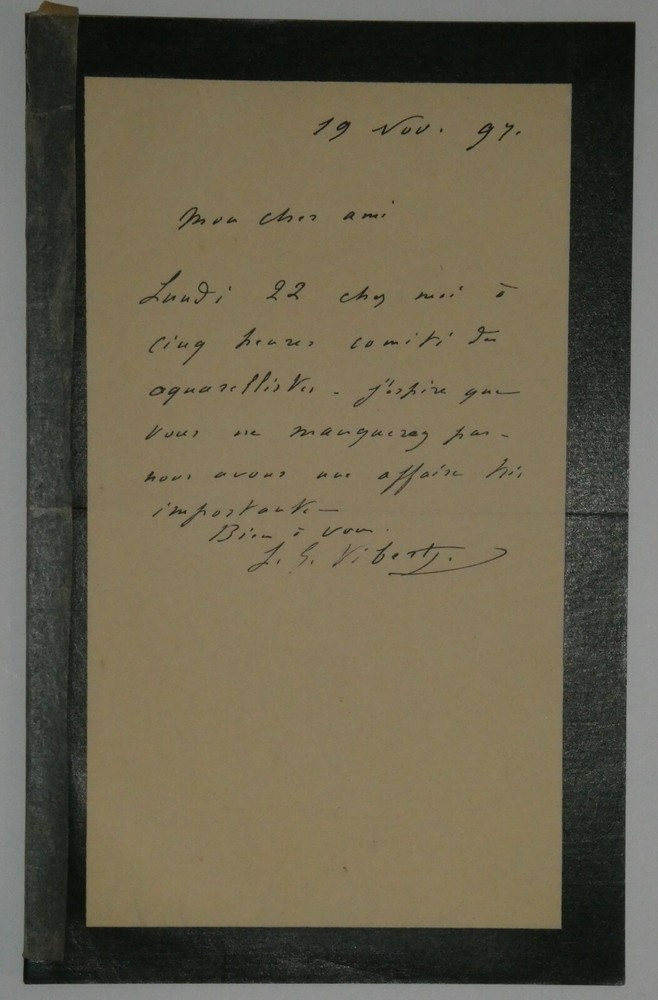 19 Nov. 97.
Mon cher ami
Lundi 22 chez moi à
cinq heures comité des
aquarellistes - j'espère que
vous ne manquerez pas -
nous avons une affaire très
importante -
Bien à vous.
J. G. Vibert.